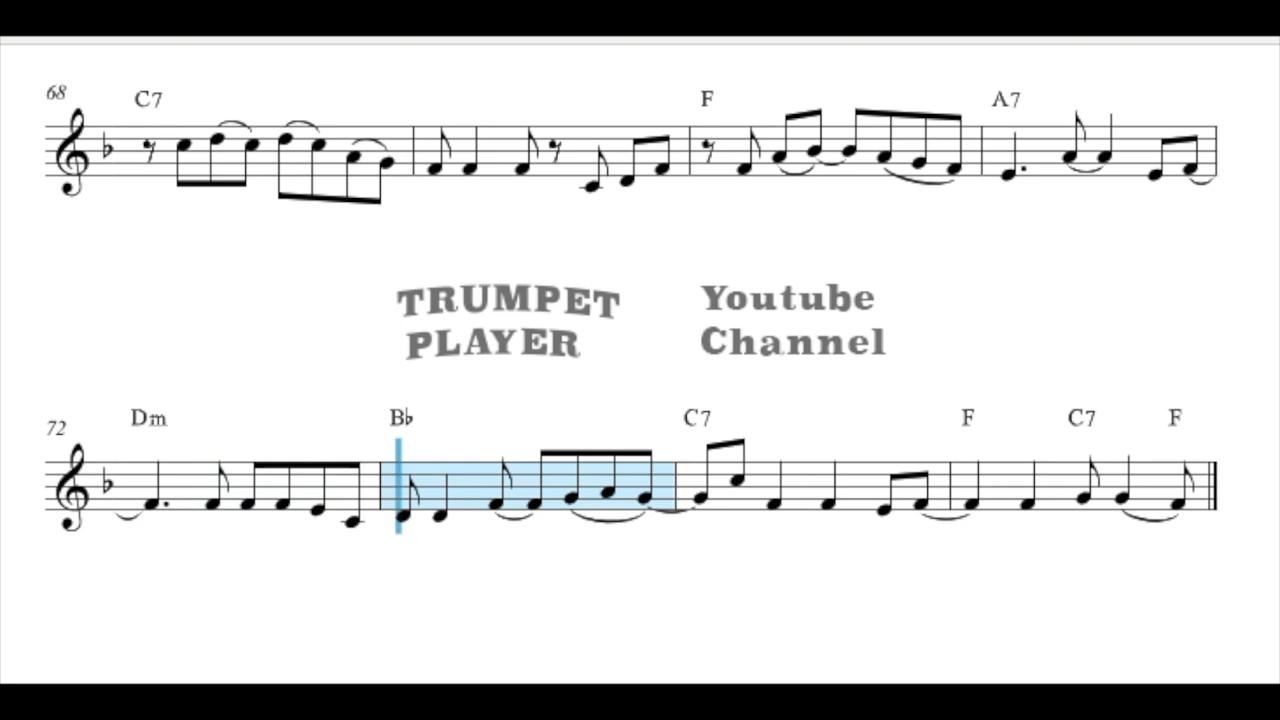 68
C7
F
A7
TRUMPET
PLAYER
Youtube
Channel
72
Dm
B♭
C7
F
C7
F